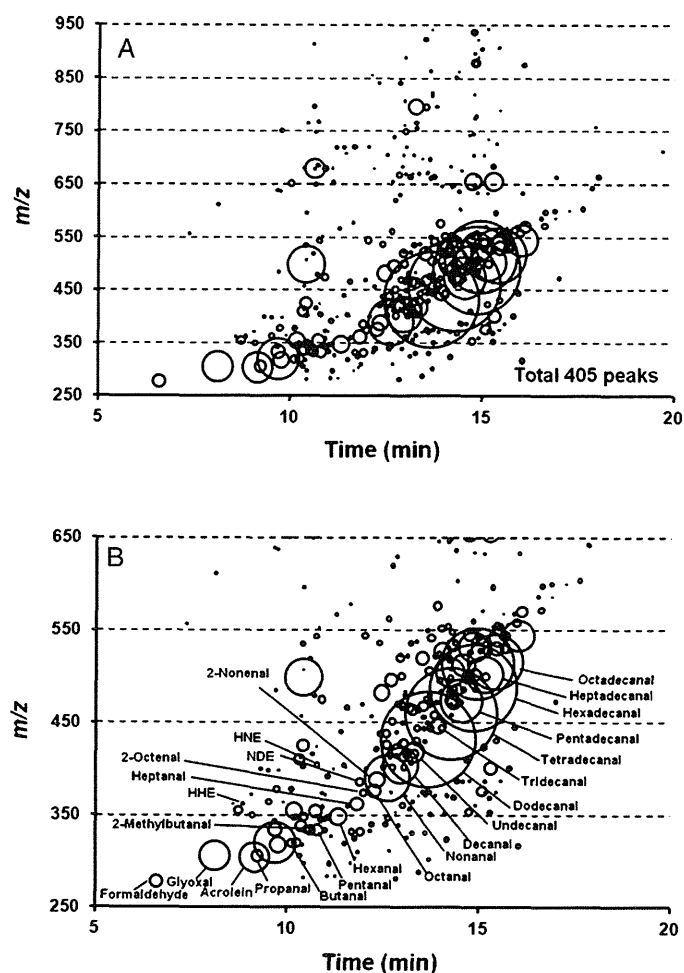 A
950
850
750
650
550
450
350
250
m/z
Total 405 peaks
5 10 15 20
Time (min)
B
650
550
450
350
250
m/z
2-Nonenal
HNE
NDE
2-Octenal
Heptanal
HHE
2-Methylbutanal
Formaldehyde
Glyoxal
Acrolein
Propanal
Butanal
Pentanal
Hexanal
Octanal
Nonanal
Decanal
Undecanal
Dodecanal
Tridecanal
Tetradecanal
Pentadecanal
Hexadecanal
Heptadecanal
Octadecanal
5 10 15 20
Time (min)